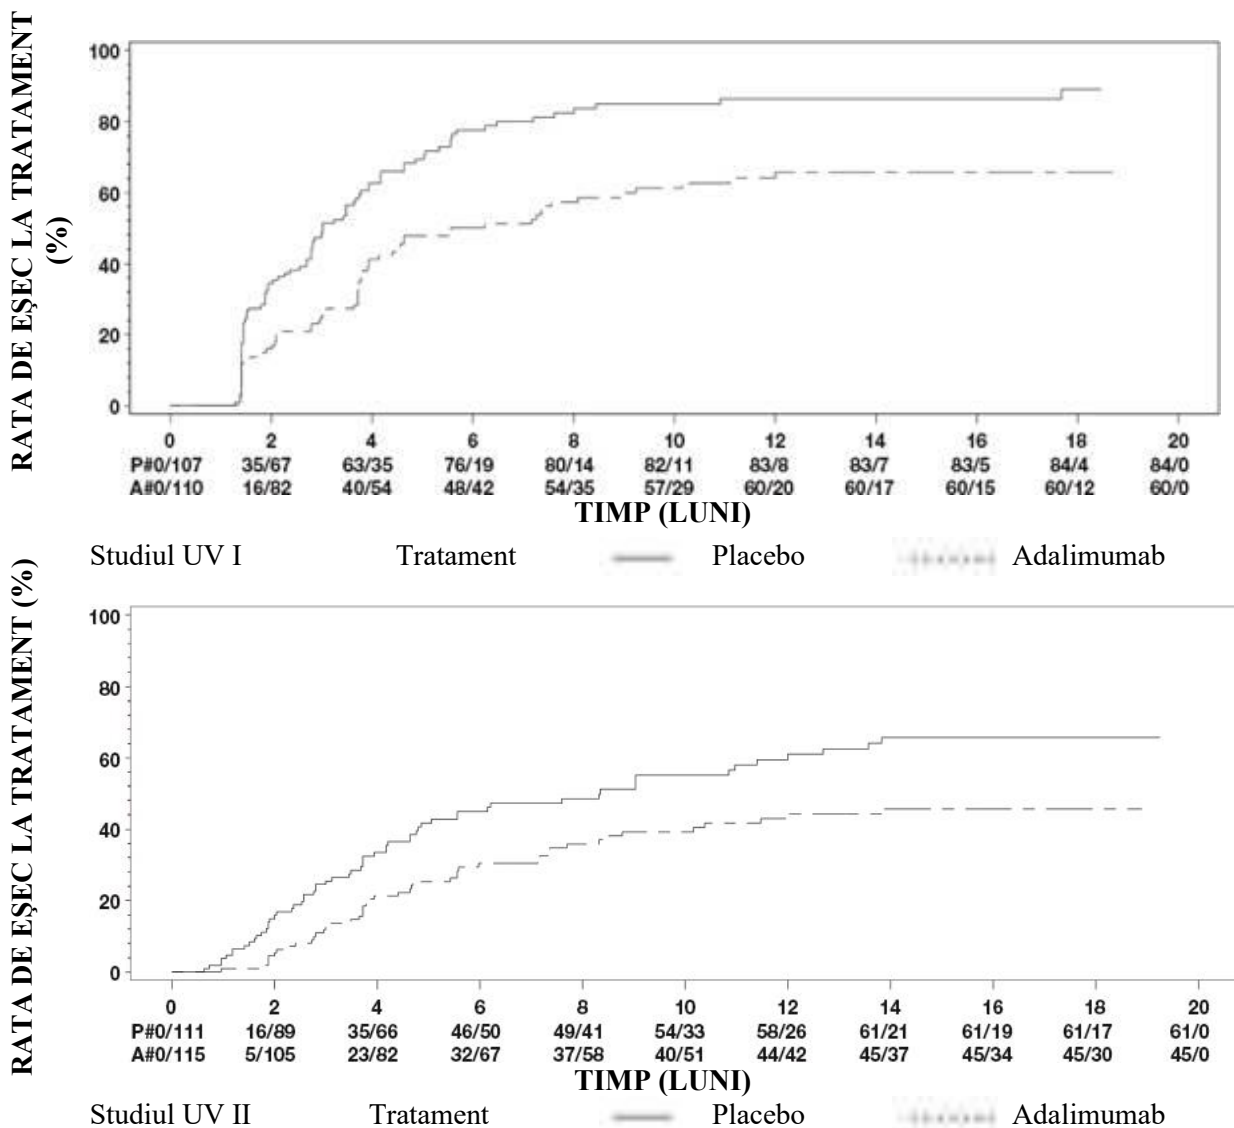 RATA DE EŞEC LA TRATAMENT
(%)
100
80
60
40
20
0
0 2 4 6 8 10 12 14 16 18 20
P#0/107 35/67 63/35 76/19 80/14 82/11 83/8 83/7 83/5 84/4 84/0
A#0/110 16/82 40/54 48/42 54/35 57/29 60/20 60/17 60/15 60/12 60/0
TIMP (LUNI)
Studiul UV I Tratament Placebo Adalimumab
RATA DE EŞEC LA TRATAMENT (%)
100
80
60
40
20
0
0 2 4 6 8 10 12 14 16 18 20
P#0/111 16/89 35/66 46/50 49/41 54/33 58/26 61/21 61/19 61/17 61/0
A#0/115 5/105 23/82 32/67 37/58 40/51 44/42 45/37 45/34 45/30 45/0
TIMP (LUNI)
Studiul UV II Tratament Placebo Adalimumab